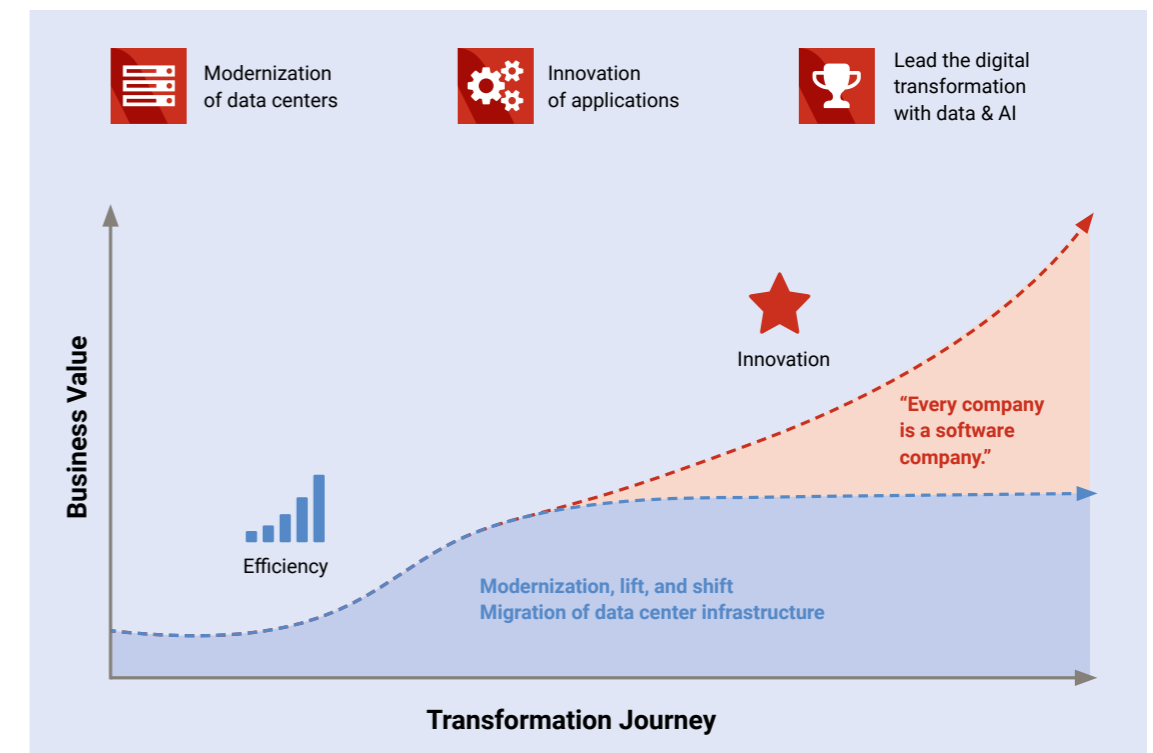 Modernization
of data centers
Innovation
of applications
Lead the digital
transformation
with data & AI
Innovation
“Every company
is a software
company.”
Business Value
Efficiency
Modernization, lift, and shift
Migration of data center infrastructure
Transformation Journey